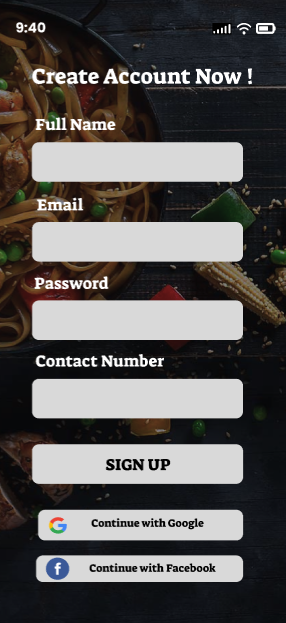 9:40
Create Account Now !
Full Name
Email
Password
Contact Number
SIGN UP
G Continue with Google
f Continue with Facebook